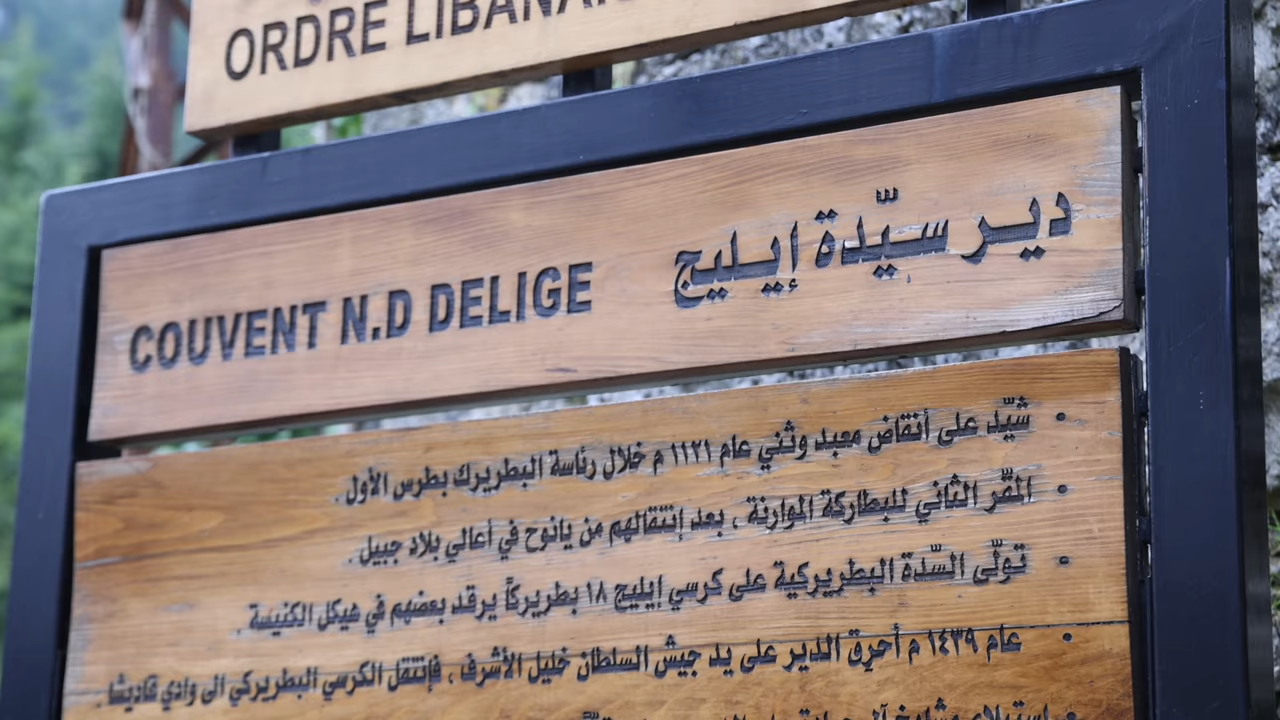 ORDRE LIBANAI
COUVENT N.D DELIGE
دير سيّدة إيليج
• شيّد على أنقاض معبد وثني عام ١١٢١ م خلال رئاسة البطريرك بطرس الأول.
• المقّر الثاني للبطاركة الموارنة ، بعد إنتقالهم من يانوح في أعالي بلاد جبيل .
• تولّى السّدة البطريركية على كرسي إيليج ١٨ بطريركاً يرقد بعضهم في هيكل الكنيسة .
• عام ١٤٣٩ م أحرِق الدير على يد جيش السلطان خليل الأشرف ، فإنتقل الكرسي البطريركي الى وادي قاديشا .